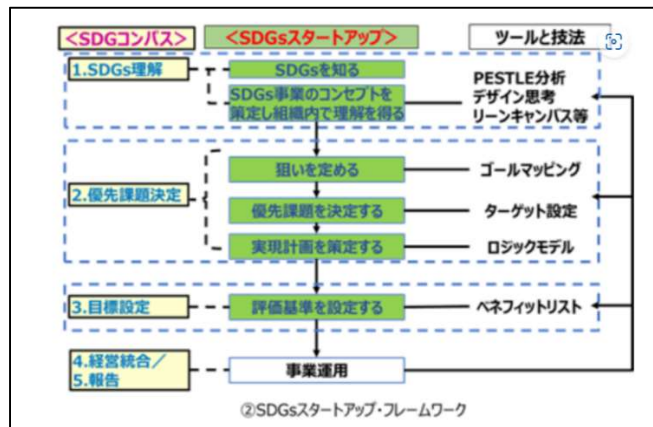 <SDGコンパス>
<SDGsスタートアップ>
ツールと技法
1.SDGs理解
SDGsを知る
SDGs事業のコンセプトを
策定し組織内で理解を得る
PESTLE分析
デザイン思考
リーンキャンバス等
2.優先課題決定
狙いを定める
ゴールマッピング
優先課題を決定する
ターゲット設定
実現計画を策定する
ロジックモデル
3.目標設定
評価基準を設定する
ベネフィットリスト
4.経営統合/
5.報告
事業運用
②SDGsスタートアップ・フレームワーク